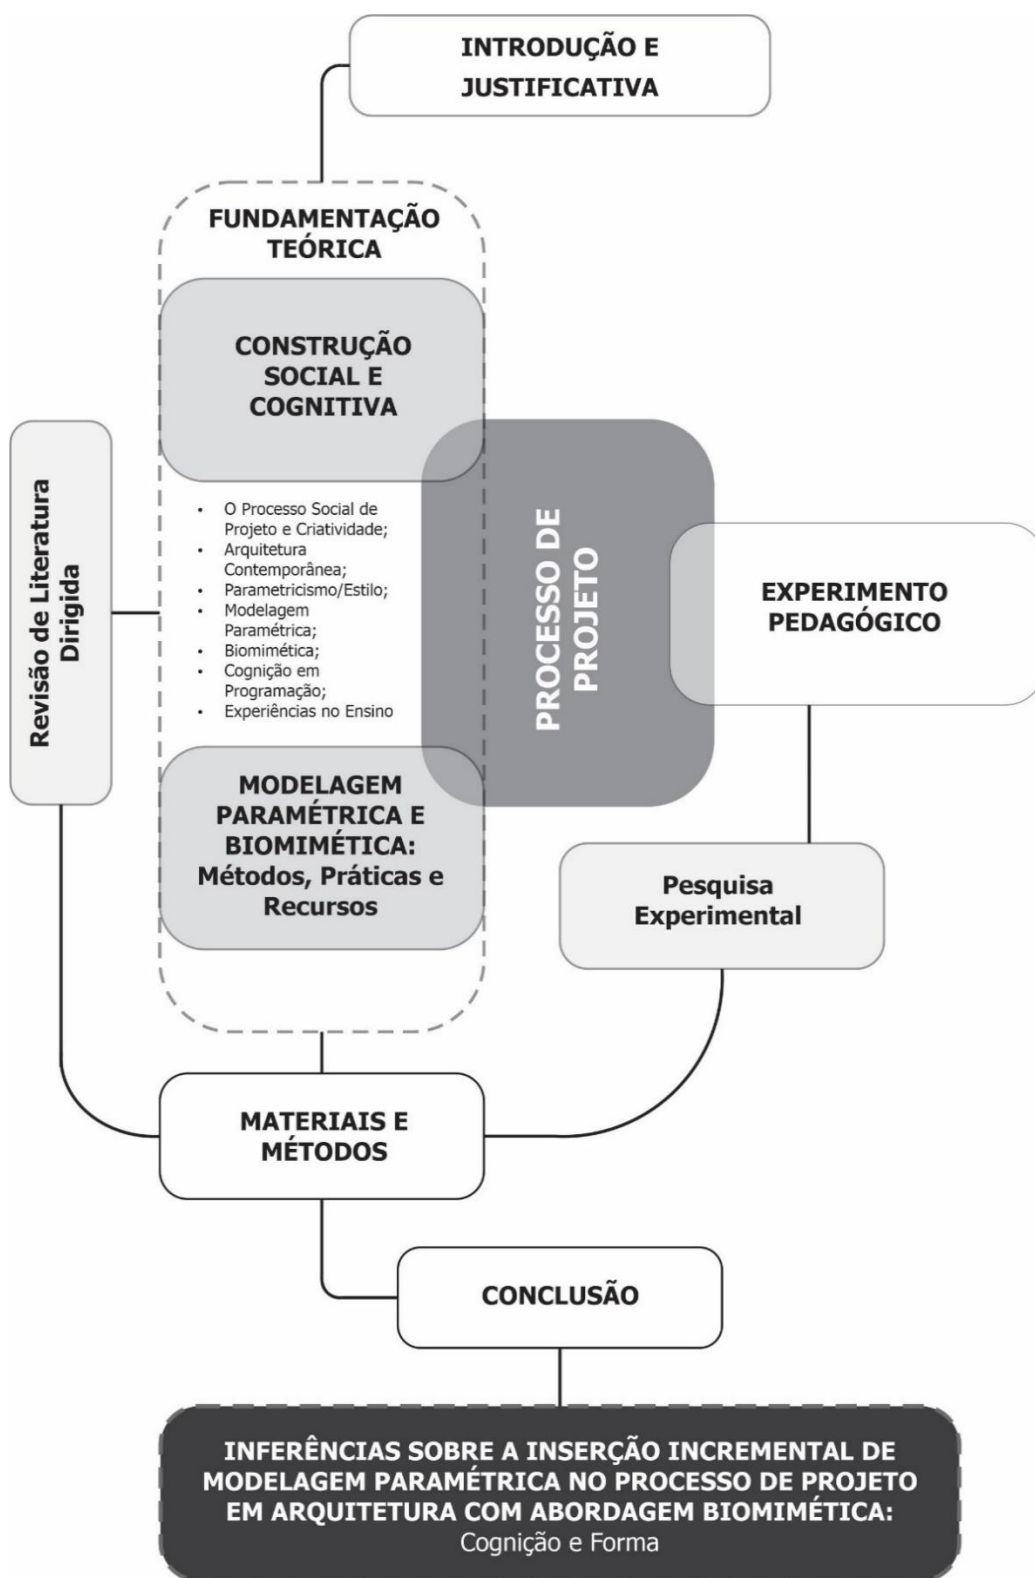 INTRODUÇÃO E
JUSTIFICATIVA
FUNDAMENTAÇÃO
TEÓRICA
CONSTRUÇÃO
SOCIAL E
COGNITIVA
Revisão de Literatura
Dirigida
• O Processo Social de
Projeto e Criatividade;
• Arquitetura
Contemporânea;
• Parametricismo/Estilo;
• Modelagem
Paramétrica;
• Biomimética;
• Cognição em
Programação;
• Experiências no Ensino
PROCESSO DE
PROJETO
EXPERIMENTO
PEDAGÓGICO
MODELAGEM
PARAMÉTRICA E
BIOMIMÉTICA:
Métodos, Práticas e
Recursos
Pesquisa
Experimental
MATERIAIS E
MÉTODOS
CONCLUSÃO
INFERÊNCIAS SOBRE A INSERÇÃO INCREMENTAL DE
MODELAGEM PARAMÉTRICA NO PROCESSO DE PROJETO
EM ARQUITETURA COM ABORDAGEM BIOMIMÉTICA:
Cognição e Forma